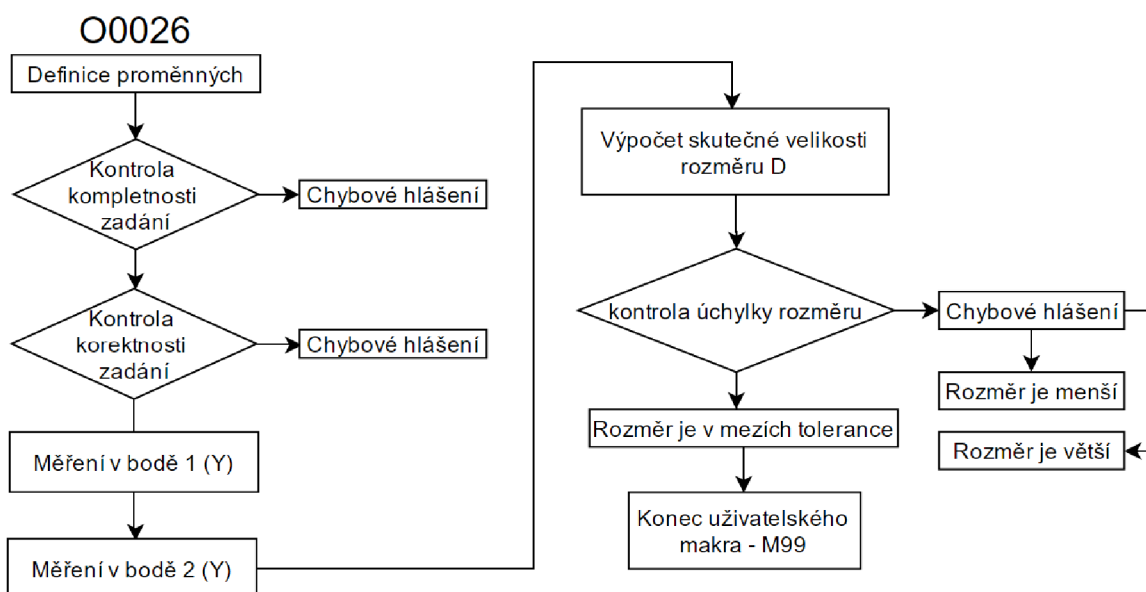 O0026
Definice proměnných
Kontrola
kompletnosti
zadání
Chybové hlášení
Kontrola
korektnosti
zadání
Chybové hlášení
Měření v bodě 1 (Y)
Měření v bodě 2 (Y)
Výpočet skutečné velikosti
rozměru D
kontrola úchylky rozměru
Chybové hlášení
Rozměr je menší
Rozměr je větší
Rozměr je v mezích tolerance
Konec uživatelského
makra - M99